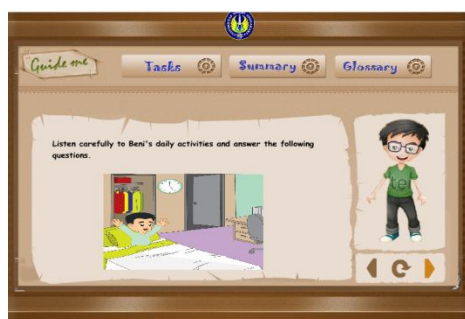 Guide me
Tasks
Summary
Glossary
Listen carefully to Beni's daily activities and answer the following
questions.